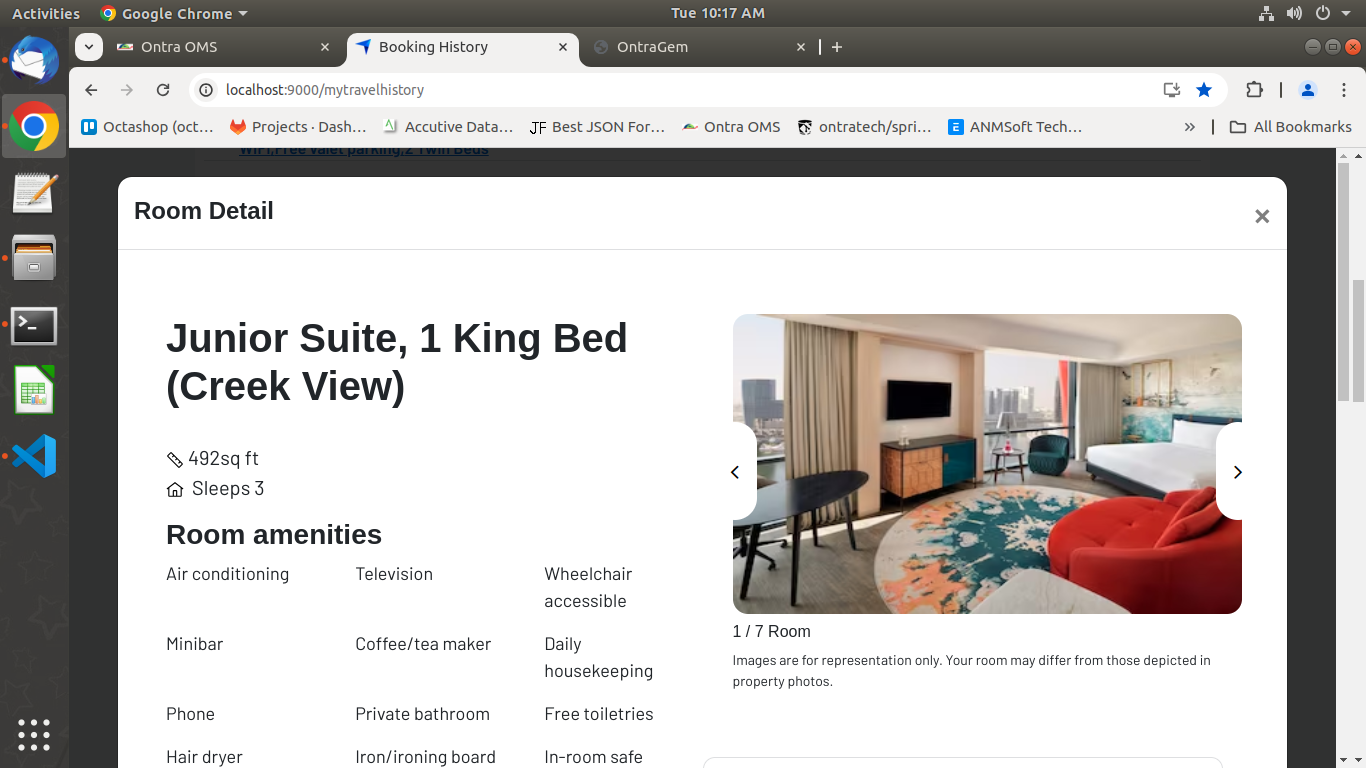 Activities
Google Chrome
Tue 10:17 AM
Ontra OMS
Booking History
OntraGem
localhost:9000/mytravelhistory
Octashop (oct…
Projects · Dash…
Accutive Data…
JF Best JSON For…
Ontra OMS
ontratech/spri…
E ANMSoft Tech…
» All Bookmarks
WiFi,Free valet parking,2 Twin Beds
Room Detail
×
Junior Suite, 1 King Bed
(Creek View)
492sq ft
Sleeps 3
Room amenities
Air conditioning
Television
Wheelchair
accessible
Minibar
Coffee/tea maker
Daily
housekeeping
Phone
Private bathroom
Free toiletries
Hair dryer
Iron/ironing board
In-room safe
1 / 7 Room
Images are for representation only. Your room may differ from those depicted in
property photos.